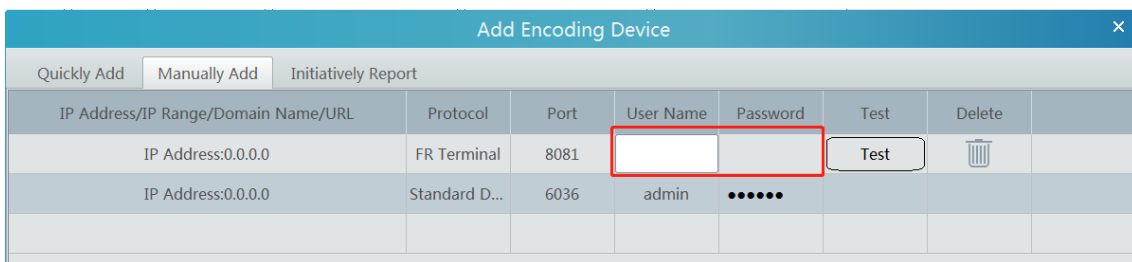 Add Encoding Device
Quickly Add Manually Add Initiatively Report
IP Address/IP Range/Domain Name/URL Protocol Port User Name Password Test Delete
IP Address:0.0.0.0 FR Terminal 8081 Test
IP Address:0.0.0.0 Standard D... 6036 admin ●●●●●●